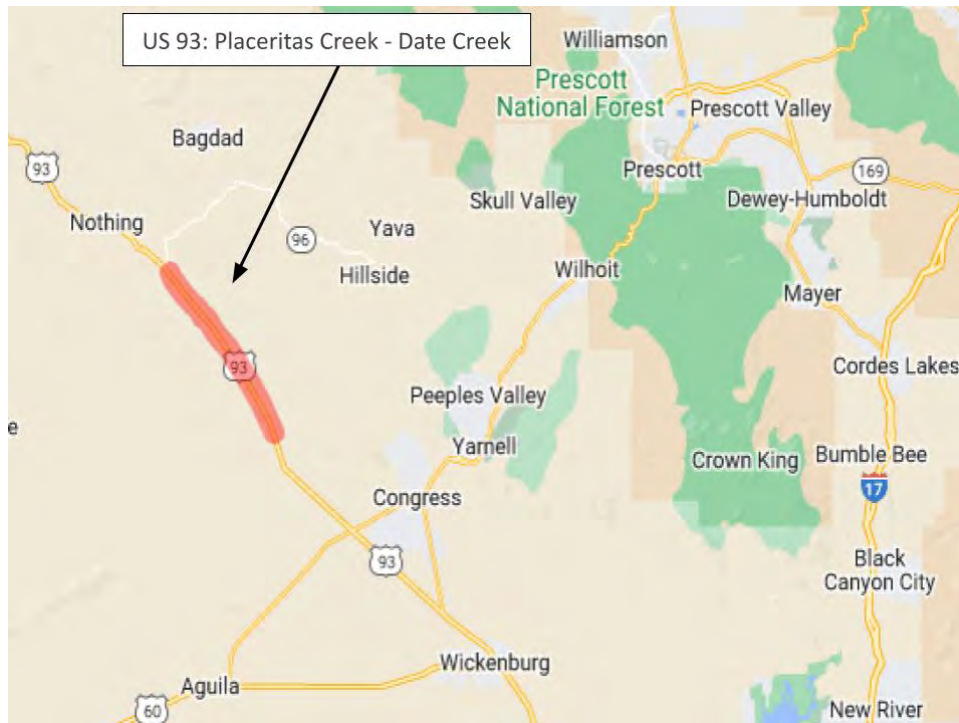 US 93: Placeritas Creek - Date Creek
Williamson
Prescott
National Forest
Prescott Valley
Bagdad
93
Prescott
169
Skull Valley
Dewey-Humboldt
Nothing
Yava
96
Hillside
Wilhoit
Mayer
93
Cordes Lakes
Peeples Valley
e
Yarnell
Crown King
Bumble Bee
17
Congress
93
Black
Canyon City
Wickenburg
Aguila
60
New River